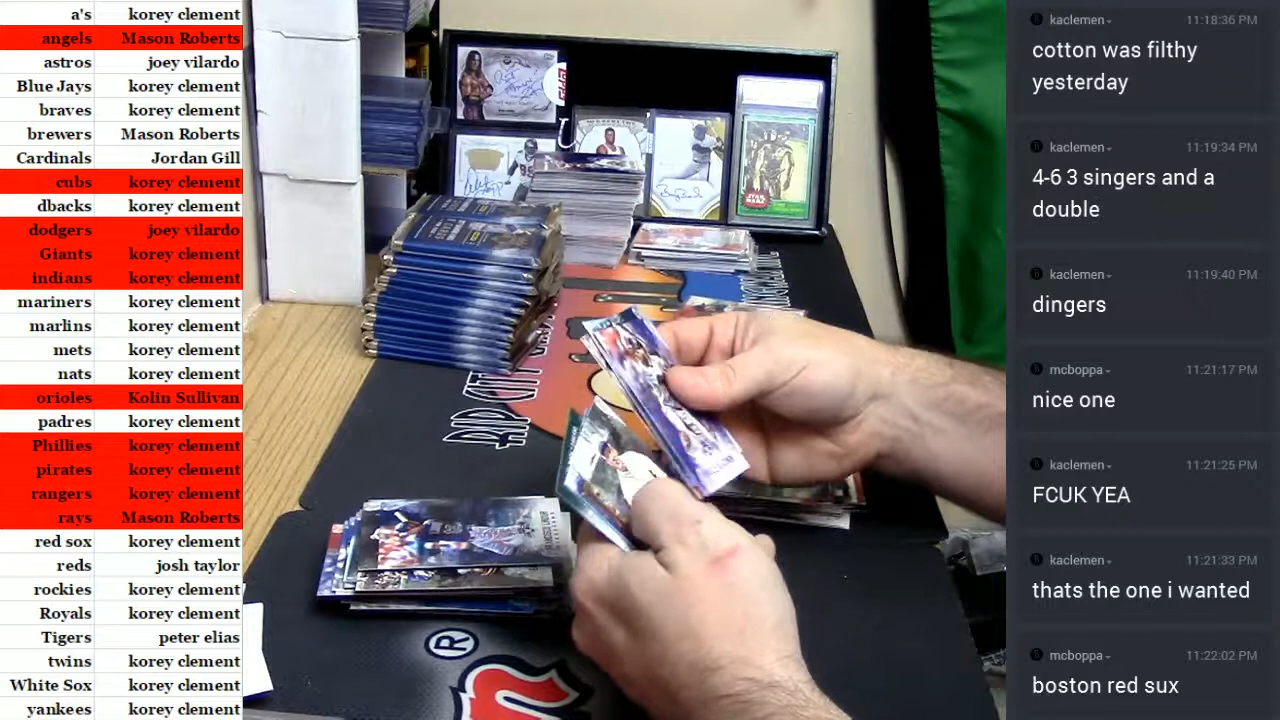 a's korey clement
angels Mason Roberts
astros joey vilardo
Blue Jays korey clement
braves korey clement
brewers Mason Roberts
Cardinals Jordan Gill
cubs korey clement
dbacks korey clement
dodgers joey vilardo
Giants korey clement
indians korey clement
mariners korey clement
marlins korey clement
mets korey clement
nats korey clement
orioles Kolin Sullivan
padres korey clement
Phillies korey clement
pirates korey clement
rangers korey clement
rays Mason Roberts
red sox korey clement
reds josh taylor
rockies korey clement
Royals korey clement
Tigers peter elias
twins korey clement
White Sox korey clement
yankees korey clement
STAR WARS
RIP CITY
®
kaclemen 11:18:36 PM
cotton was filthy
yesterday
kaclemen 11:19:34 PM
4-6 3 singers and a
double
kaclemen 11:19:40 PM
dingers
mcboppa 11:21:17 PM
nice one
kaclemen 11:21:25 PM
FCUK YEA
kaclemen 11:21:33 PM
thats the one i wanted
mcboppa 11:22:02 PM
boston red sux